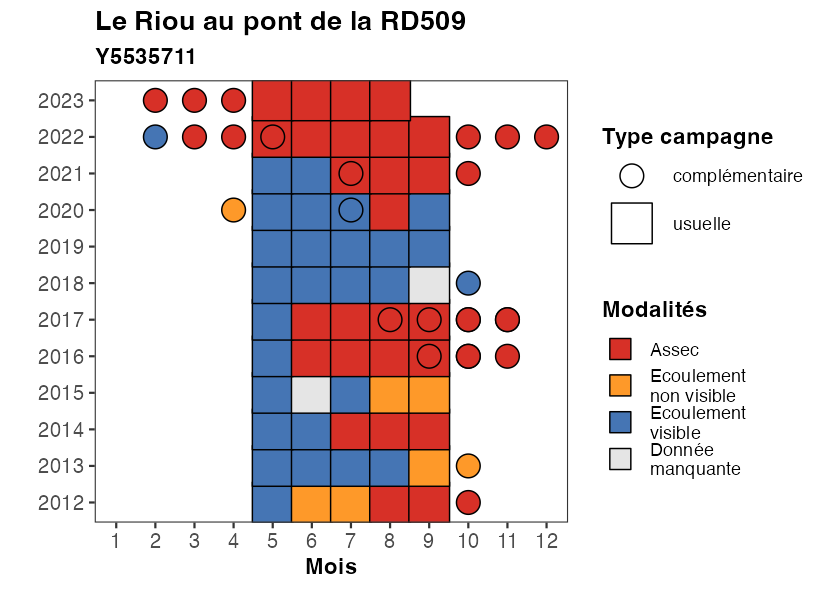 Le Riou au pont de la RD509
Y5535711
2023
2022
2021
2020
2019
2018
2017
2016
2015
2014
2013
2012
1 2 3 4 5 6 7 8 9 10 11 12
Mois
Type campagne
complémentaire
usuelle
Modalités
Assec
Ecoulement
non visible
Ecoulement
visible
Donnée
manquante